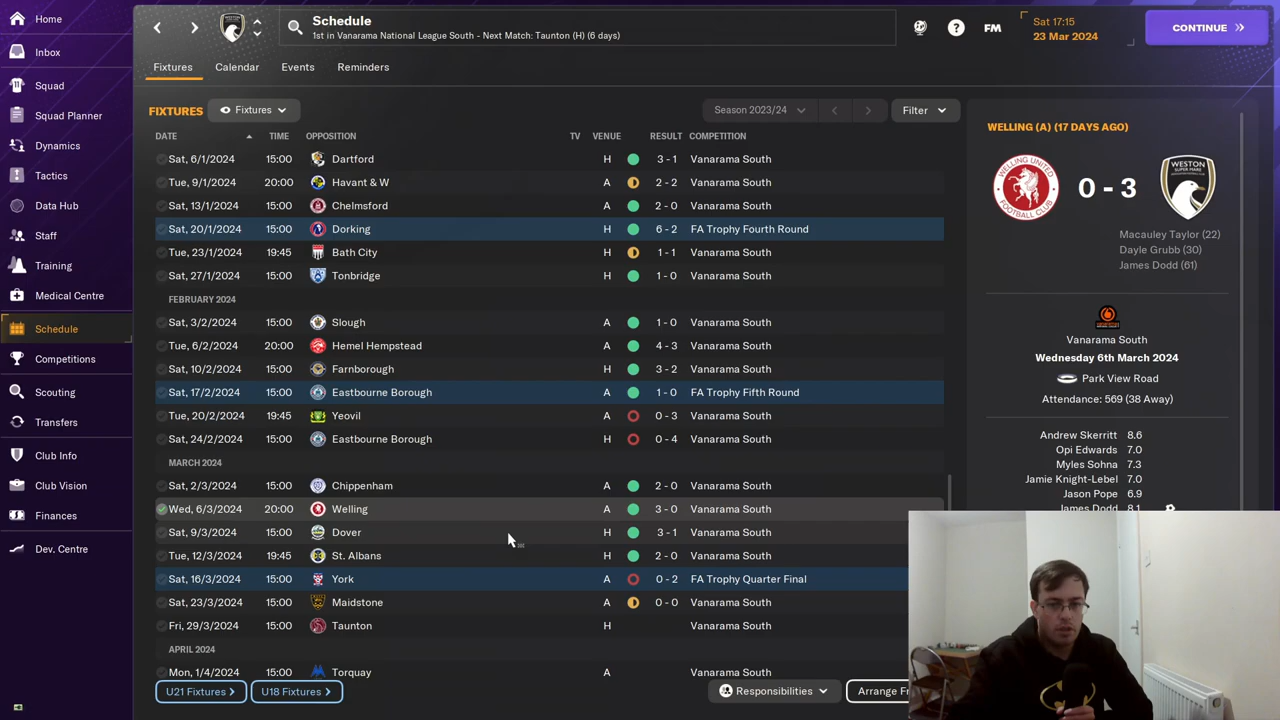 Home
Inbox
Squad
Squad Planner
Dynamics
Tactics
Data Hub
Staff
Training
Medical Centre
Schedule
Competitions
Scouting
Transfers
Club Info
Club Vision
Finances
Dev. Centre
Schedule
1st in Vanarama National League South - Next Match: Taunton (H) (6 days)
FM
Sat 17:15
23 Mar 2024
CONTINUE
Fixtures Calendar Events Reminders
FIXTURES Fixtures Season 2023/24 Filter
DATE TIME OPPOSITION TV VENUE RESULT COMPETITION
Sat, 6/1/2024 15:00 Dartford H 3 - 1 Vanarama South
Tue, 9/1/2024 20:00 Havant & W A 2 - 2 Vanarama South
Sat, 13/1/2024 15:00 Chelmsford A 2 - 0 Vanarama South
Sat, 20/1/2024 15:00 Dorking H 6 - 2 FA Trophy Fourth Round
Tue, 23/1/2024 19:45 Bath City H 1 - 1 Vanarama South
Sat, 27/1/2024 15:00 Tonbridge H 1 - 0 Vanarama South
FEBRUARY 2024
Sat, 3/2/2024 15:00 Slough A 1 - 0 Vanarama South
Tue, 6/2/2024 20:00 Hemel Hempstead A 4 - 3 Vanarama South
Sat, 10/2/2024 15:00 Farnborough H 3 - 2 Vanarama South
Sat, 17/2/2024 15:00 Eastbourne Borough A 1 - 0 FA Trophy Fifth Round
Tue, 20/2/2024 19:45 Yeovil A 0 - 3 Vanarama South
Sat, 24/2/2024 15:00 Eastbourne Borough H 0 - 4 Vanarama South
MARCH 2024
Sat, 2/3/2024 15:00 Chippenham A 2 - 0 Vanarama South
Wed, 6/3/2024 20:00 Welling A 3 - 0 Vanarama South
Sat, 9/3/2024 15:00 Dover H 3 - 1 Vanarama South
Tue, 12/3/2024 19:45 St. Albans H 2 - 0 Vanarama South
Sat, 16/3/2024 15:00 York A 0 - 2 FA Trophy Quarter Final
Sat, 23/3/2024 15:00 Maidstone A 0 - 0 Vanarama South
Fri, 29/3/2024 15:00 Taunton H Vanarama South
APRIL 2024
Mon, 1/4/2024 15:00 Torquay A Vanarama South
U21 Fixtures U18 Fixtures Responsibilities Arrange Fr
WELLING (A) (17 DAYS AGO)
0 - 3
Macauley Taylor (22)
Dayle Grubb (30)
James Dodd (61)
Vanarama South
Wednesday 6th March 2024
Park View Road
Attendance: 569 (38 Away)
Andrew Skerritt 8.6
Opi Edwards 7.0
Myles Sohna 7.3
Jamie Knight-Lebel 7.0
Jason Pope 6.9
James Dodd 8.1